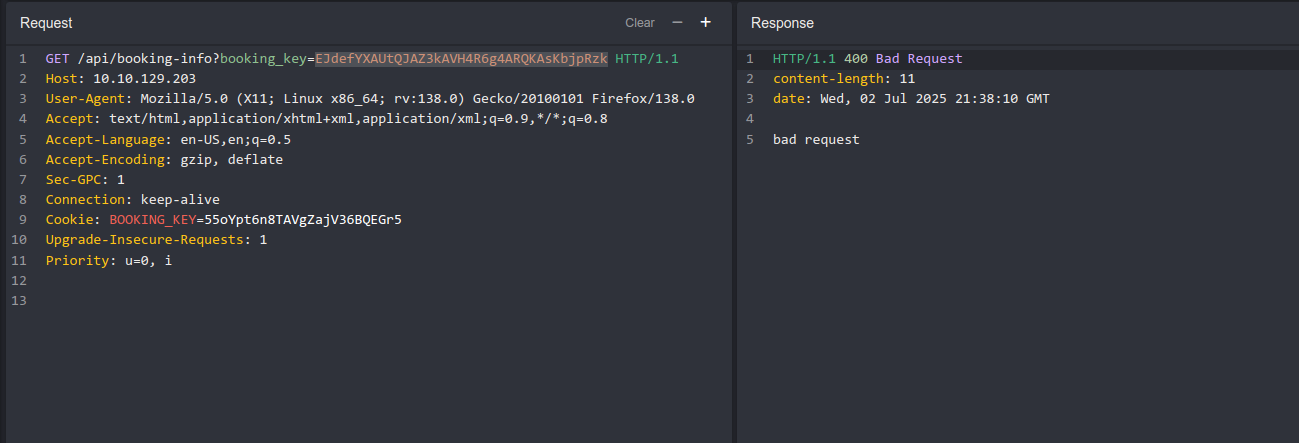 Request Clear − +
1 GET /api/booking-info?booking_key=EJdefYXAUtQJAZ3kAVH4R6g4ARQKAsKbjpRzk HTTP/1.1
2 Host: 10.10.129.203
3 User-Agent: Mozilla/5.0 (X11; Linux x86_64; rv:138.0) Gecko/20100101 Firefox/138.0
4 Accept: text/html,application/xhtml+xml,application/xml;q=0.9,*/*;q=0.8
5 Accept-Language: en-US,en;q=0.5
6 Accept-Encoding: gzip, deflate
7 Sec-GPC: 1
8 Connection: keep-alive
9 Cookie: BOOKING_KEY=55oYpt6n8TAVgZajV36BQEGr5
10 Upgrade-Insecure-Requests: 1
11 Priority: u=0, i
12
13
Response
1 HTTP/1.1 400 Bad Request
2 content-length: 11
3 date: Wed, 02 Jul 2025 21:38:10 GMT
4
5 bad request